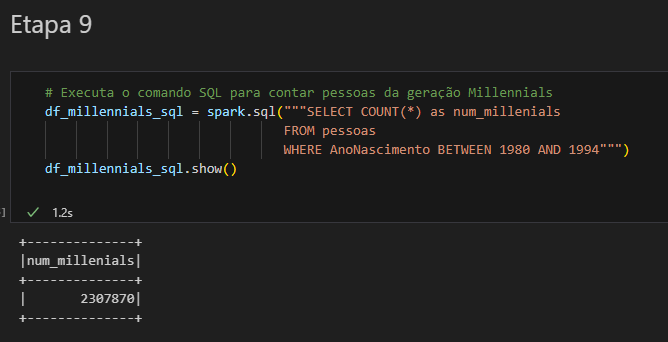 Etapa 9
# Executa o comando SQL para contar pessoas da geração Millennials
df_millennials_sql = spark.sql("""SELECT COUNT(*) as num_millenials
FROM pessoas
WHERE AnoNascimento BETWEEN 1980 AND 1994""")
df_millennials_sql.show()
] ✓ 1.2s
+--------------+
|num_millenials|
+--------------+
|       2307870|
+--------------+